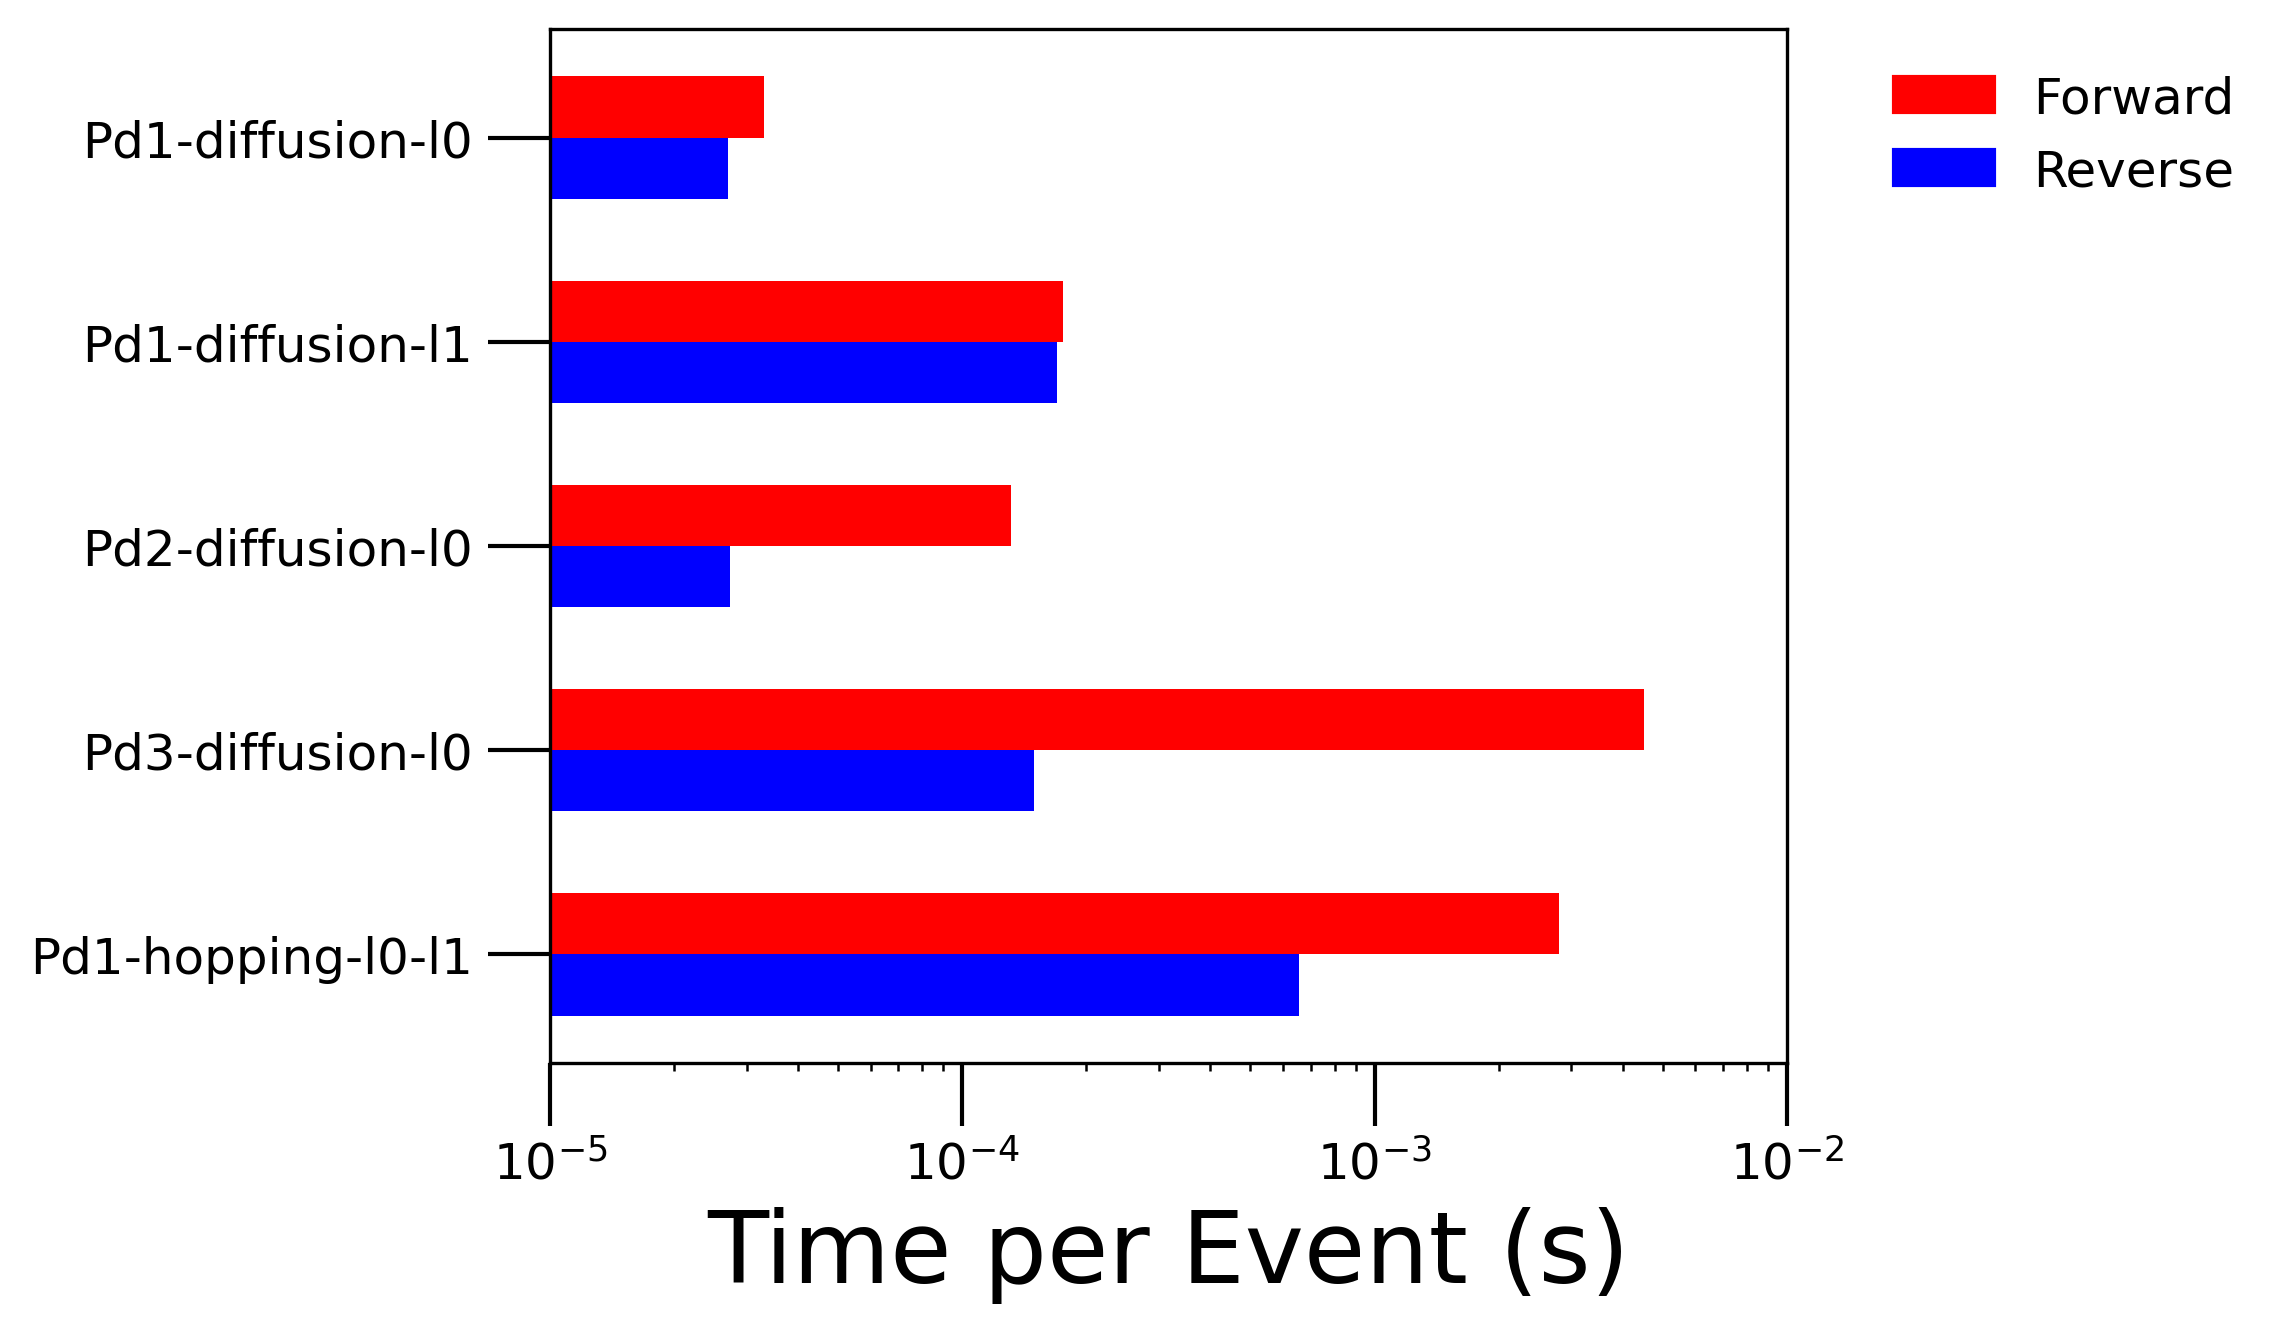 Pd1-diffusion-l0
Pd1-diffusion-l1
Pd2-diffusion-l0
Pd3-diffusion-l0
Pd1-hopping-l0-l1
10⁻⁵ 10⁻⁴ 10⁻³ 10⁻²
Time per Event (s)
Forward
Reverse